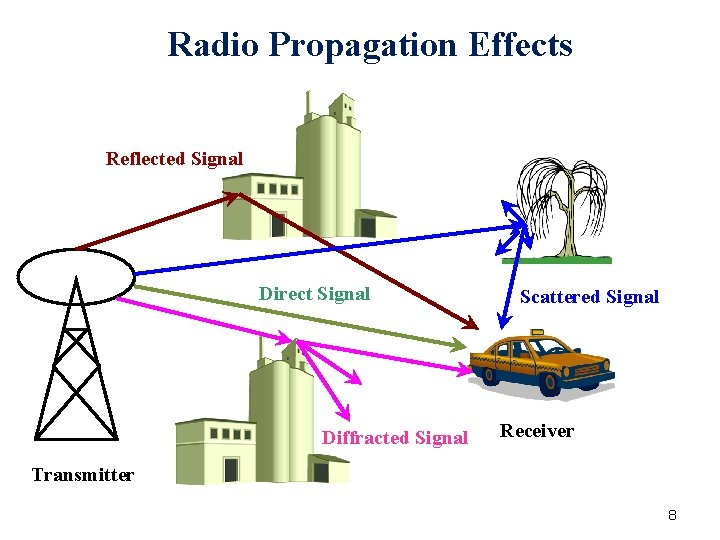 Radio Propagation Effects
Reflected Signal
Direct Signal
Scattered Signal
Diffracted Signal
Receiver
Transmitter
8